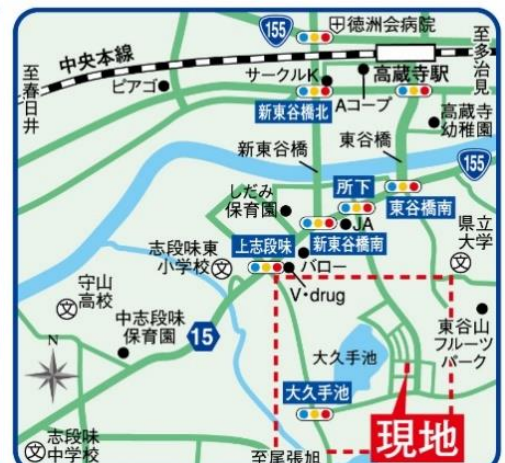 155
徳洲会病院
至多治見
中央本線
至春日井
ピアゴ
サークルK
高蔵寺駅
新東谷橋北
Aコープ
高蔵寺
幼稚園
新東谷橋
東谷橋
155
しだみ
保育園
所下
東谷橋南
JA
県立
大学
上志段味
新東谷橋南
志段味東
小学校
文
バロー
V・drug
文
守山
高校
文
中志段味
保育園
15
東谷山
フルーツ
パーク
N
大久手池
大久手池
現地
文
志段味
中学校
至尾張旭